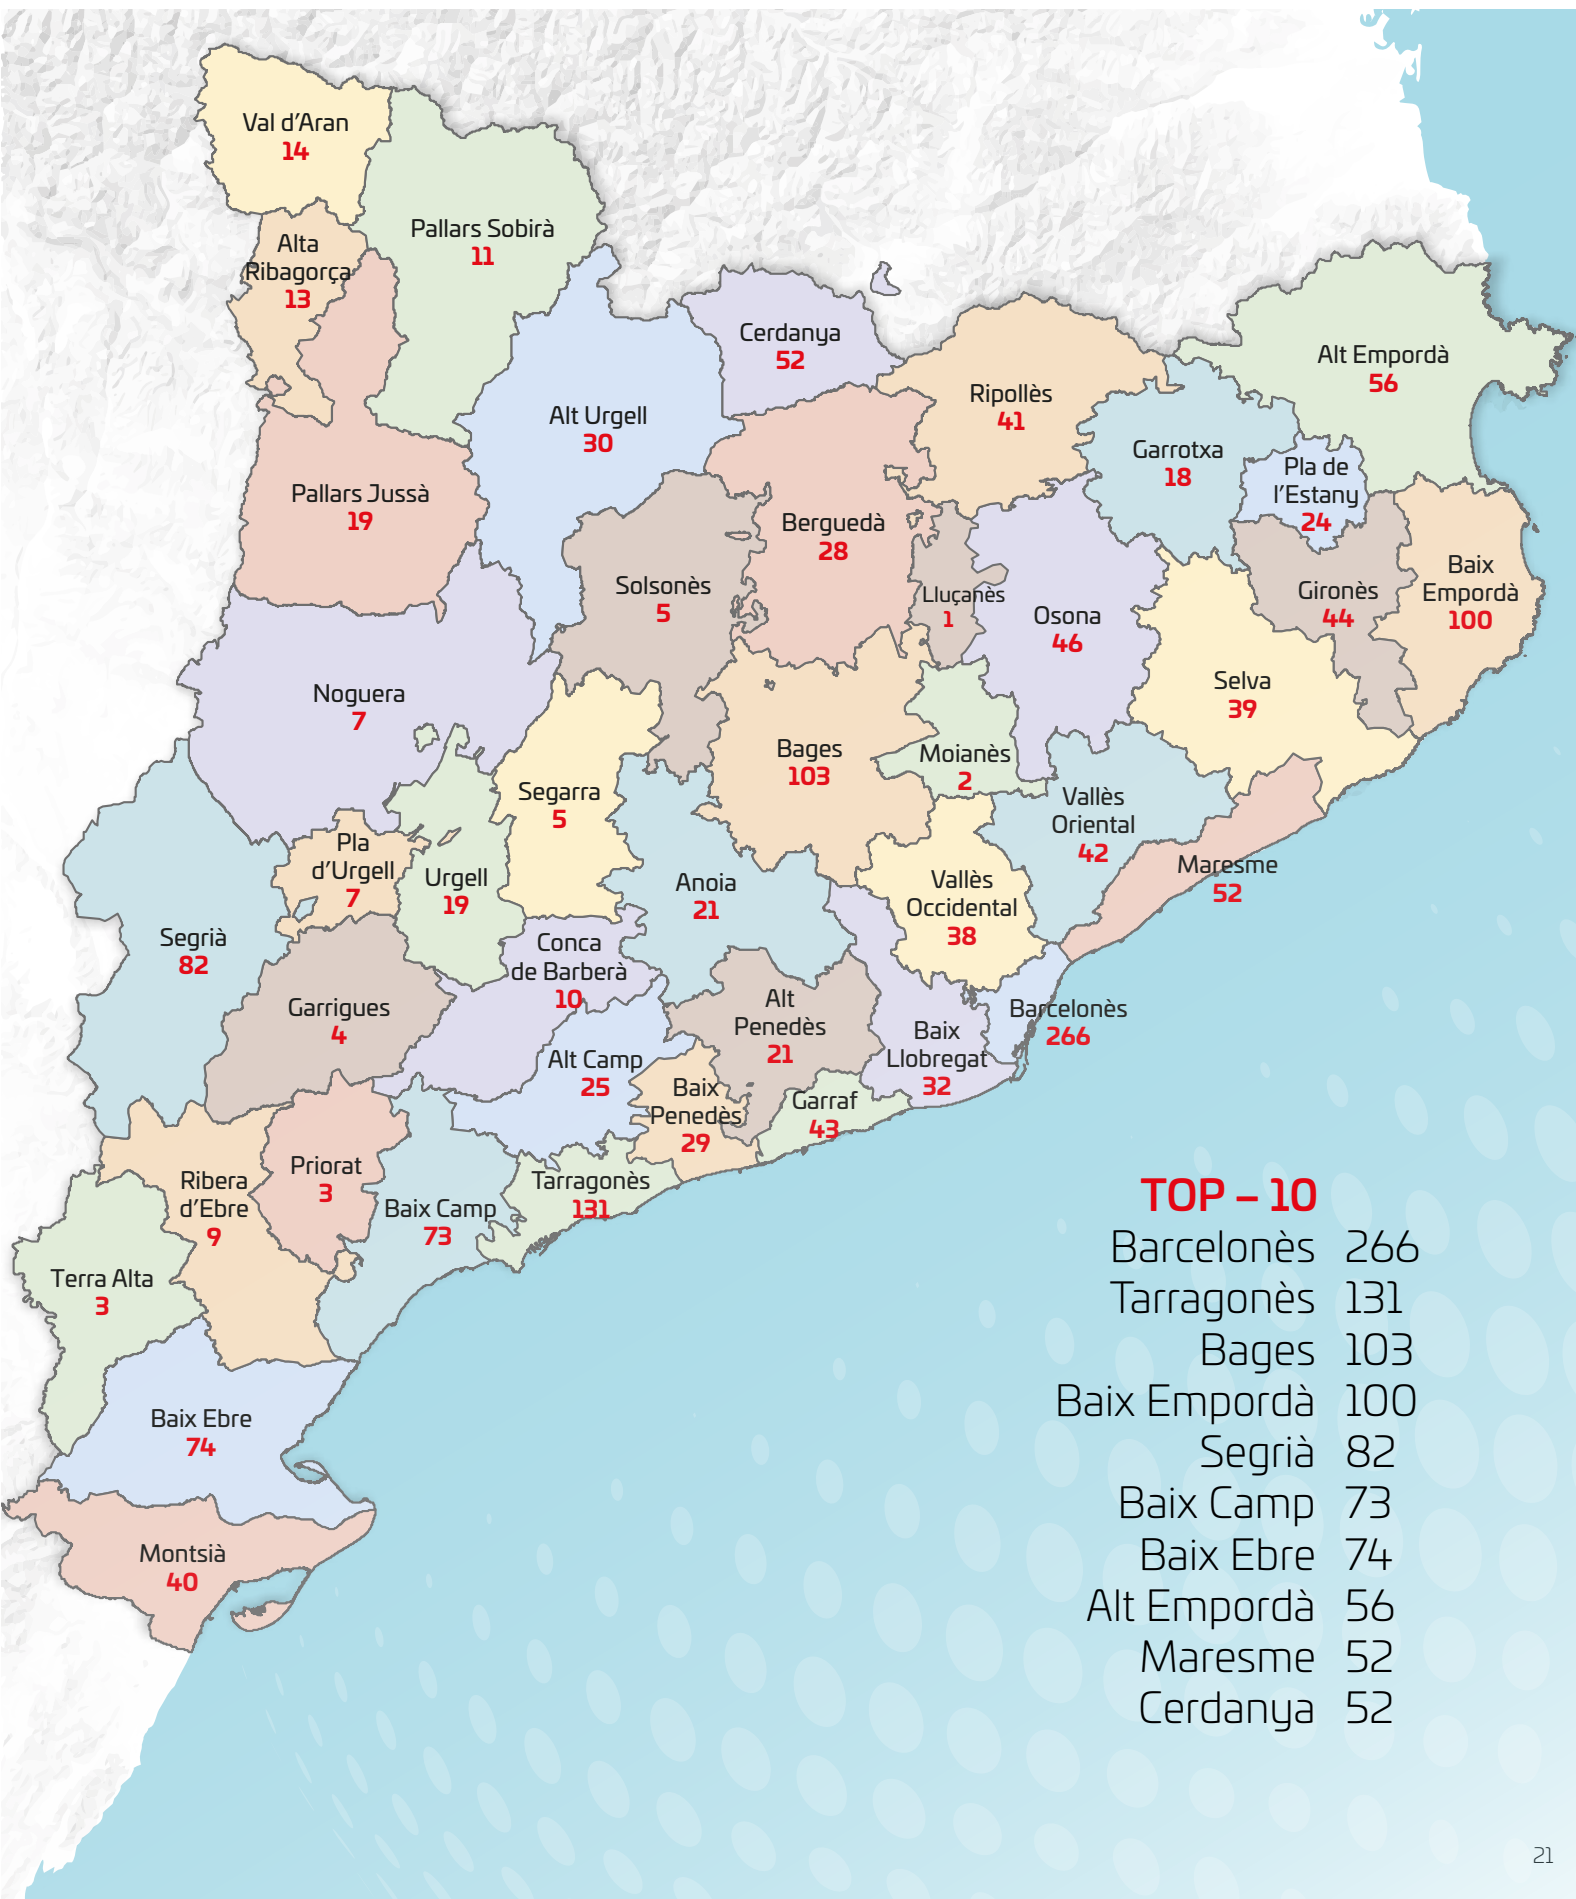 Val d'Aran
14
Pallars Sobirà
11
Alta
Ribagorça
13
Cerdanya
52
Alt Empordà
56
Ripollès
41
Alt Urgell
30
Garrotxa
18
Pla de
l'Estany
24
Pallars Jussà
19
Berguedà
28
Solsonès
5
Lluçanès
1
Osona
46
Gironès
44
Baix
Empordà
100
Noguera
7
Selva
39
Bages
103
Moianès
2
Segarra
5
Vallès
Oriental
42
Pla
d'Urgell
7
Urgell
19
Anoia
21
Vallès
Occidental
38
Maresme
52
Segrià
82
Conca
de Barberà
10
Garrigues
4
Alt
Penedès
21
Baix
Llobregat
32
Barcelonès
266
Alt Camp
25
Baix
Penedès
29
Garraf
43
Priorat
3
Ribera
d'Ebre
9
Baix Camp
73
Tarragonès
131
Terra Alta
3
Baix Ebre
74
Montsià
40
TOP – 10
Barcelonès 266
Tarragonès 131
Bages 103
Baix Empordà 100
Segrià 82
Baix Camp 73
Baix Ebre 74
Alt Empordà 56
Maresme 52
Cerdanya 52
21